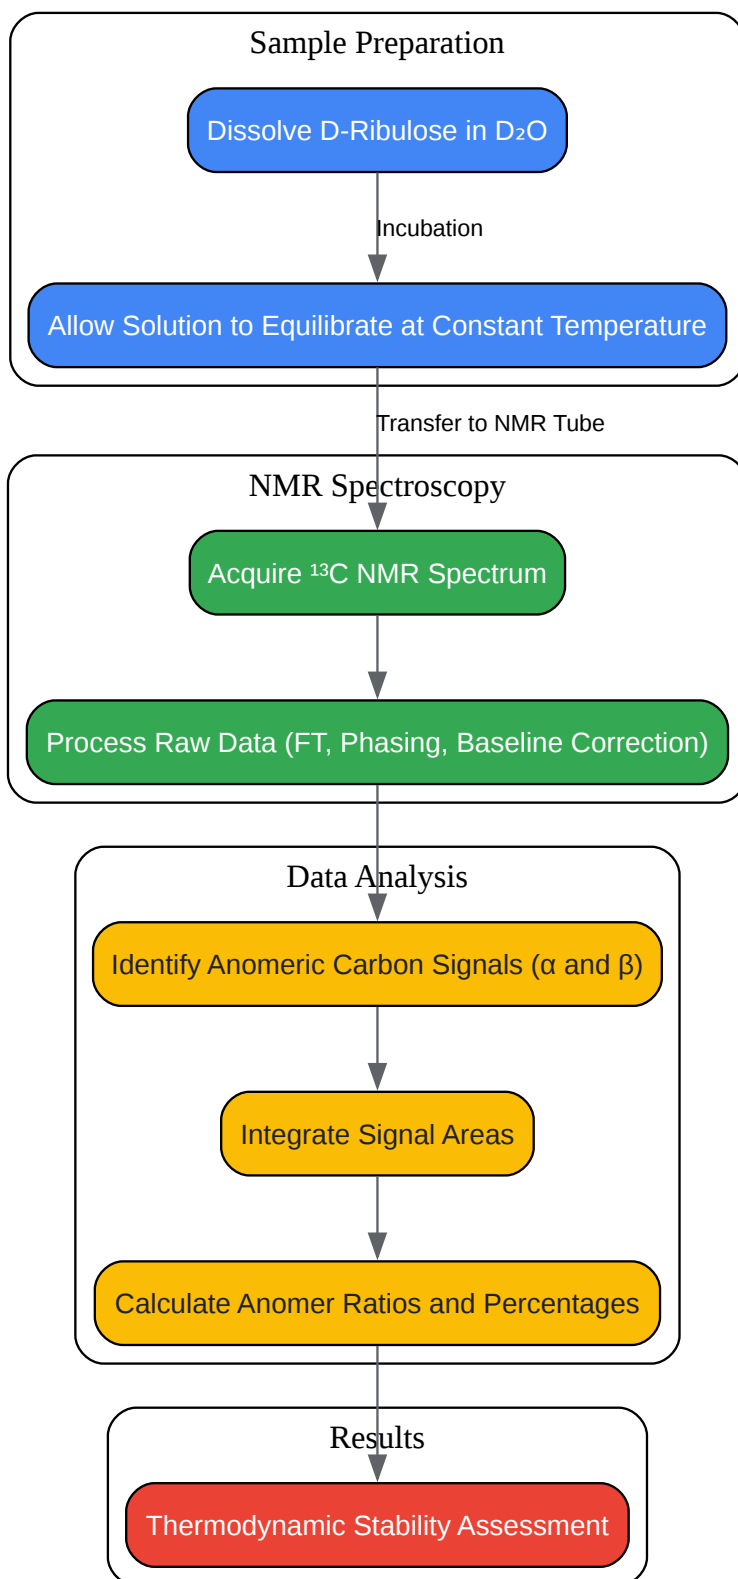 Sample Preparation
Dissolve D-Ribulose in D₂O
Incubation
Allow Solution to Equilibrate at Constant Temperature
Transfer to NMR Tube
NMR Spectroscopy
Acquire ¹³C NMR Spectrum
Process Raw Data (FT, Phasing, Baseline Correction)
Data Analysis
Identify Anomeric Carbon Signals (α and β)
Integrate Signal Areas
Calculate Anomer Ratios and Percentages
Results
Thermodynamic Stability Assessment